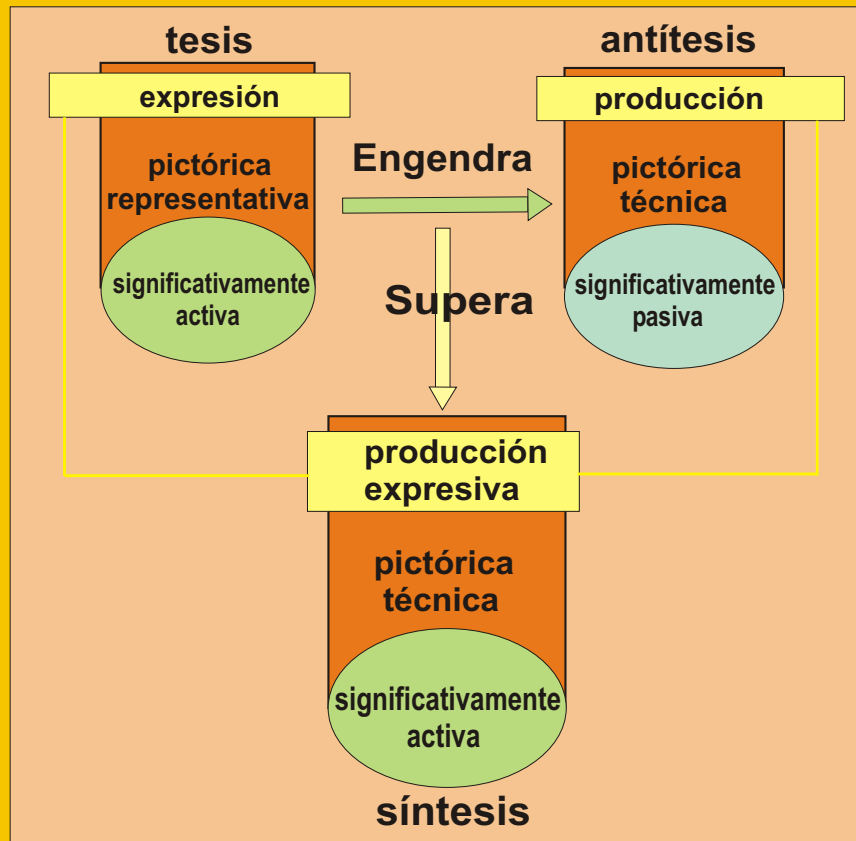 tesis
expresión
pictórica
representativa
significativamente
activa
Engendra
Supera
antítesis
producción
pictórica
técnica
significativamente
pasiva
producción
expresiva
pictórica
técnica
significativamente
activa
síntesis